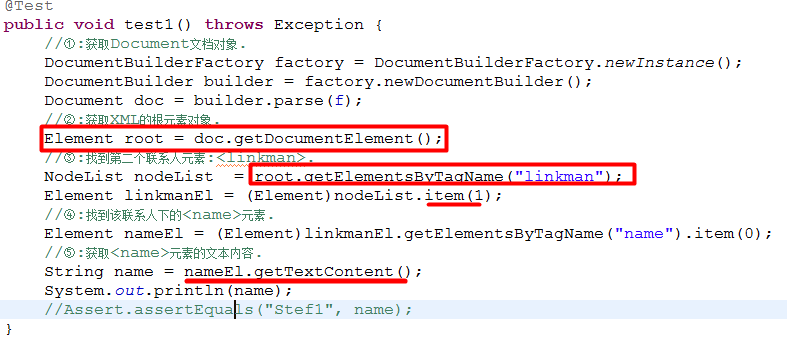 @Test
public void test1() throws Exception {
//①:获取Document文档对象.
DocumentBuilderFactory factory = DocumentBuilderFactory.newInstance();
DocumentBuilder builder = factory.newDocumentBuilder();
Document doc = builder.parse(f);
//②:获取XML的根元素对象.
Element root = doc.getDocumentElement();
//③:找到第二个联系人元素:<linkman>.
NodeList nodeList  = root.getElementsByTagName("linkman");
Element linkmanEl = (Element)nodeList.item(1);
//④:找到该联系人下的<name>元素.
Element nameEl = (Element)linkmanEl.getElementsByTagName("name").item(0);
//⑤:获取<name>元素的文本内容.
String name = nameEl.getTextContent();
System.out.println(name);
//Assert.assertEquals("Stef1", name);
}